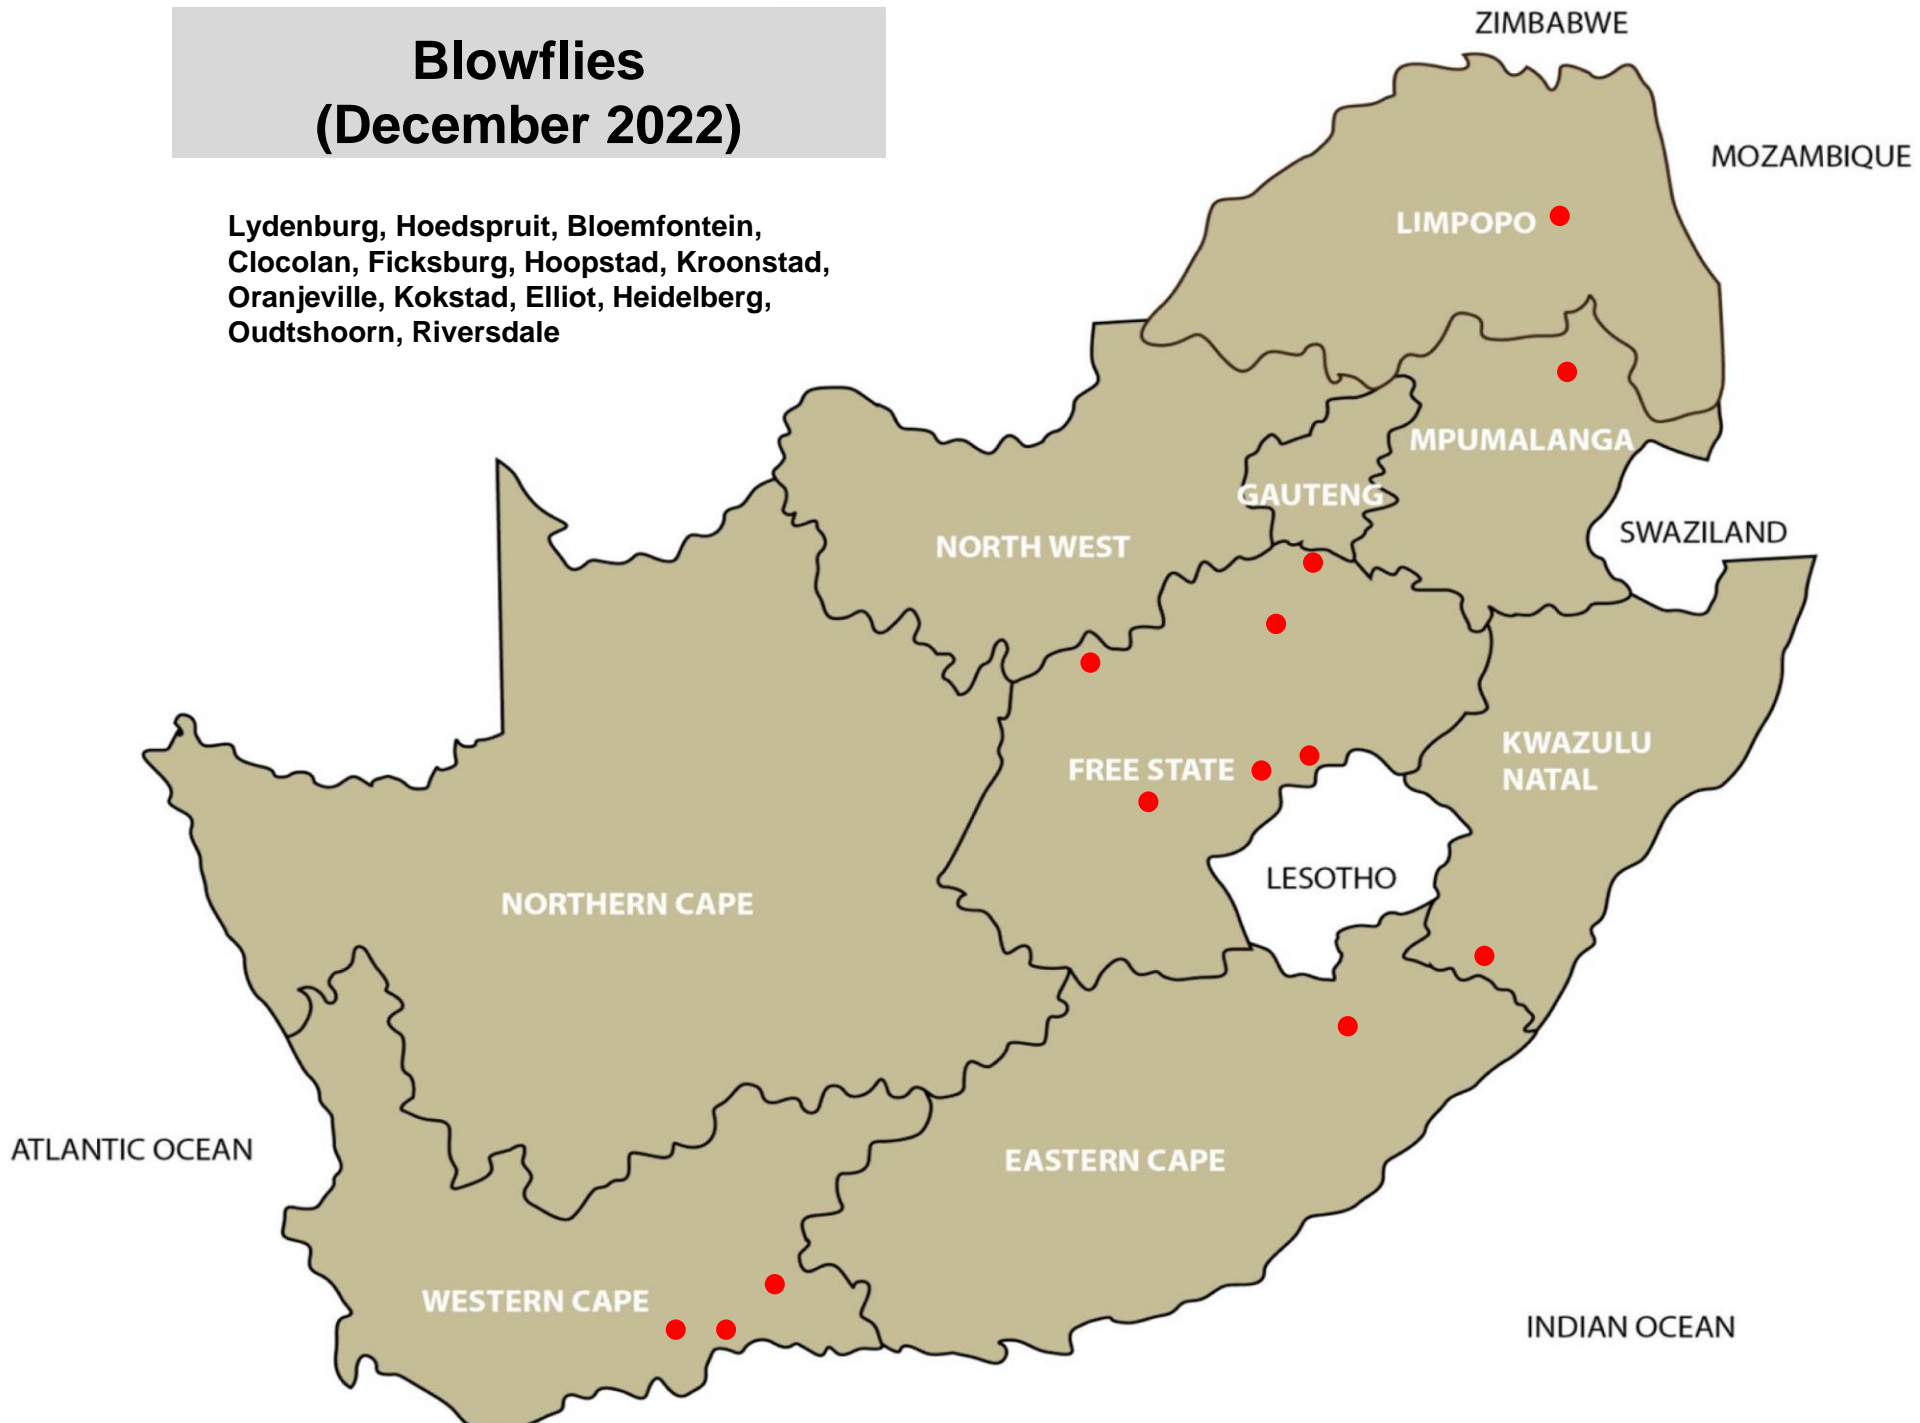 Blowflies
(December 2022)
Lydenburg, Hoedspruit, Bloemfontein,
Clocolan, Ficksburg, Hoopstad, Kroonstad,
Oranjeville, Kokstad, Elliot, Heidelberg,
Oudtshoorn, Riversdale
ZIMBABWE
MOZAMBIQUE
LIMPOPO
MPUMALANGA
GAUTENG
SWAZILAND
NORTH WEST
KWAZULU
NATAL
FREE STATE
LESOTHO
NORTHERN CAPE
ATLANTIC OCEAN
EASTERN CAPE
WESTERN CAPE
INDIAN OCEAN